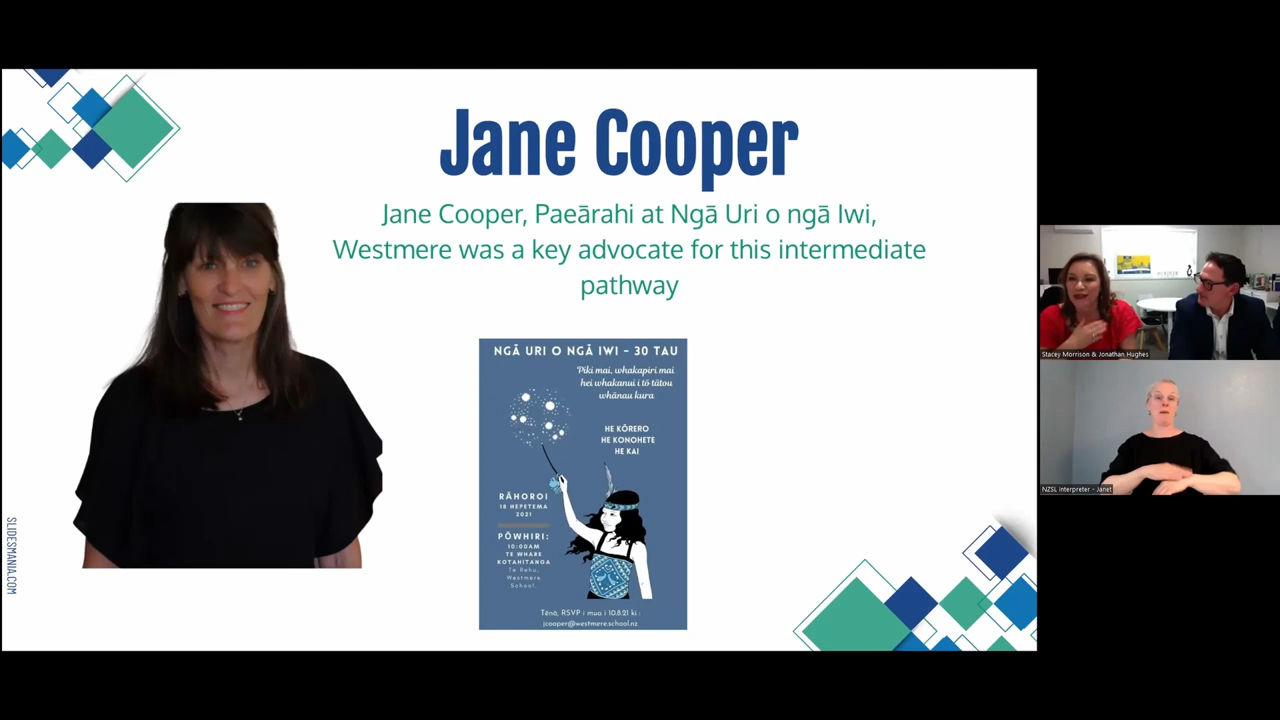 Jane Cooper
Jane Cooper, Paeārahi at Ngā Uri o ngā Iwi,
Westmere was a key advocate for this intermediate
pathway
NGĀ URI O NGĀ IWI - 30 TAU
Piki mai, whakapiri mai
hei whakanui i tō tātou
whānau kura
HE KŌRERO
HE KONOHETE
HE KAI
RĀHOROI
18 HEPETEMA
2021
PŌWHIRI:
10:00AM
TE WHARE
KOTAHITANGA
Te Rehu,
Westmere
School.
Tēnā, RSVP i mua i 10.8.21 ki :
jcooper@westmere.school.nz
SLIDESMANIA.COM
Stacey Morrison & Jonathan Hughes
NZSL Interpreter - Janet